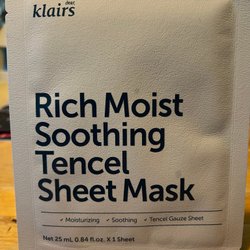 dear,
klairs
Rich Moist
Soothing
Tencel
Sheet Mask
✓ Moisturizing ✓ Soothing ✓ Tencel Gauze Sheet
Net 25 mL 0.84 fl.oz. X 1 Sheet